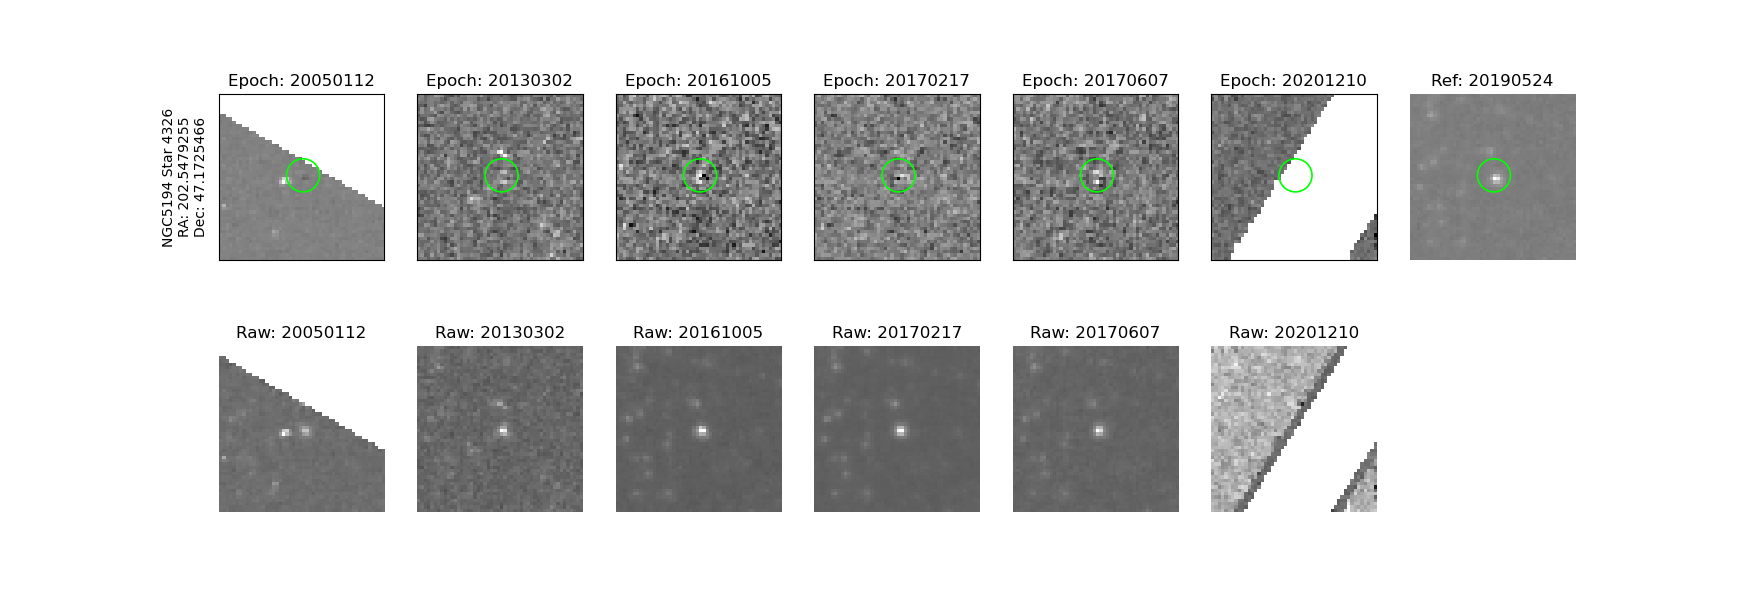 Epoch: 20050112
Epoch: 20130302
Epoch: 20161005
Epoch: 20170217
Epoch: 20170607
Epoch: 20201210
Ref: 20190524
NGC5194 Star 4326
RA: 202.5479255
Dec: 47.1725466
Raw: 20050112
Raw: 20130302
Raw: 20161005
Raw: 20170217
Raw: 20170607
Raw: 20201210